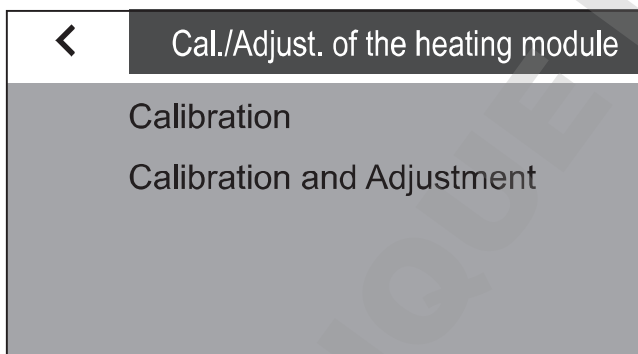 Cal./Adjust. of the heating module
Calibration
Calibration and Adjustment